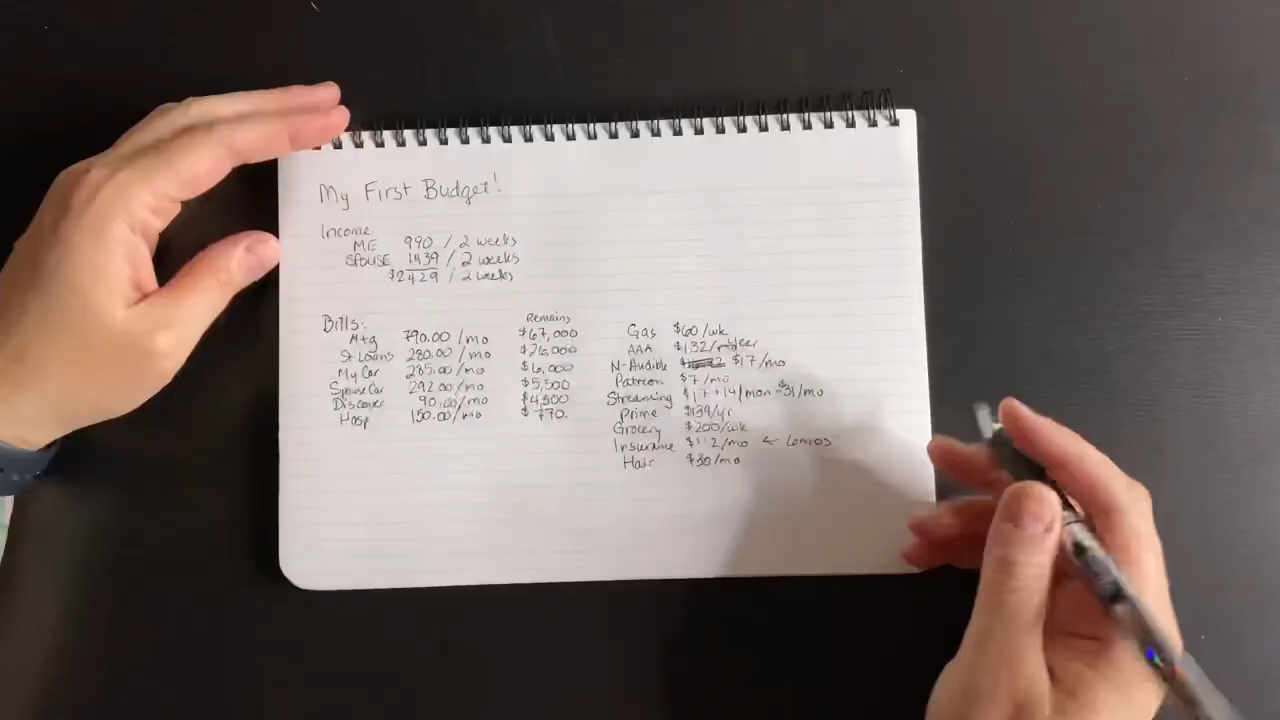 My First Budget!
Income:
ME 990 / 2 weeks
SPOUSE 1439 / 2 weeks
$2429 / 2 weeks
Bills: Remains
Mtg 790.00 /mo $67,000
St Loans 280.00 /mo $26,000
My Car 285.00 /mo $6,000
Spouse Car 292.00 /mo $5,500
Discover 90.00/mo $4,500
Hosp 150.00/mo $770.
Gas $60/wk
AAA $132/year
N-Audible $17/mo
Patreon $7/mo
Streaming $17+14/mon = $31/mo
Prime $139/yr
Grocery $200/wk
Insurance $112/mo ← 6mos
Hair $30/mo